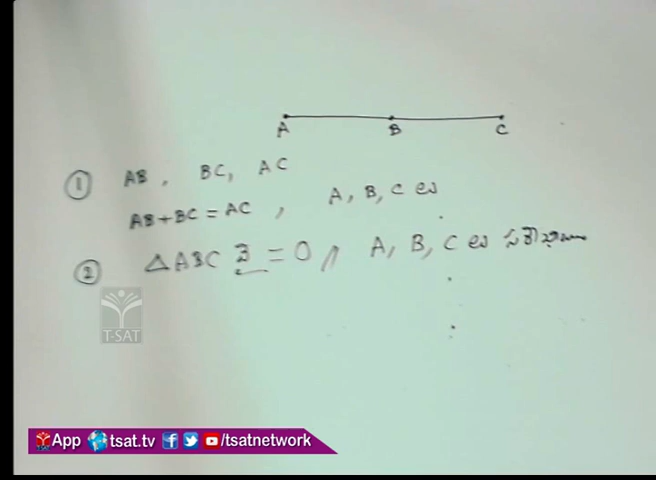 A B C
① AB, BC, AC
AB+BC=AC, A, B, C లు
② △ABC వై = 0 // A, B, C లు
T-SAT
App tsat.tv /tsatnetwork